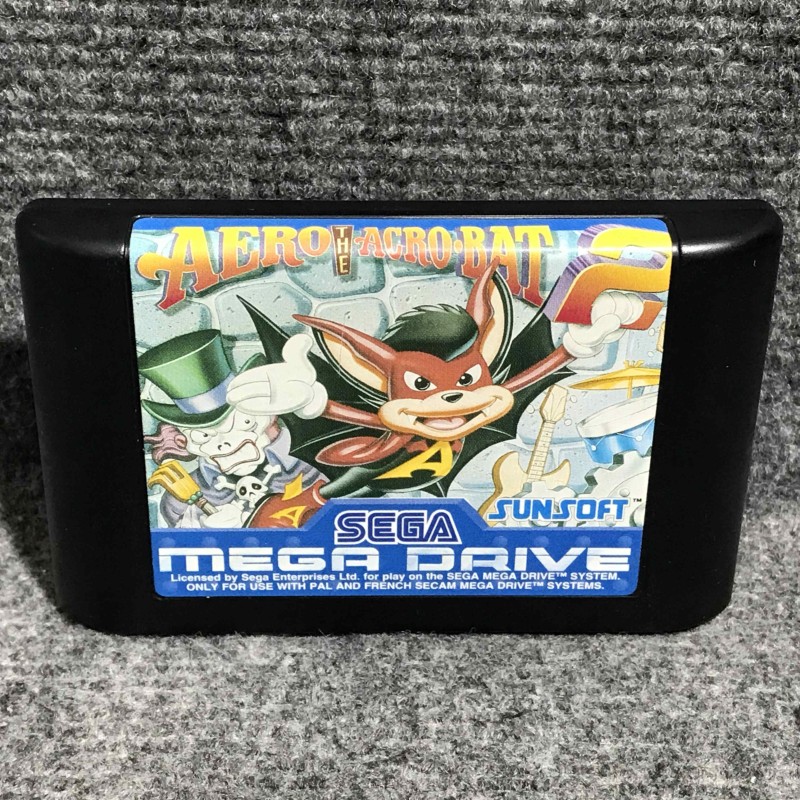 AERO THE ACRO·BAT 2
A
A
SEGA
SUNSOFT™
MEGA DRIVE
Licensed by Sega Enterprises Ltd. for play on the SEGA MEGA DRIVE™ SYSTEM.
ONLY FOR USE WITH PAL AND FRENCH SECAM MEGA DRIVE™ SYSTEMS.